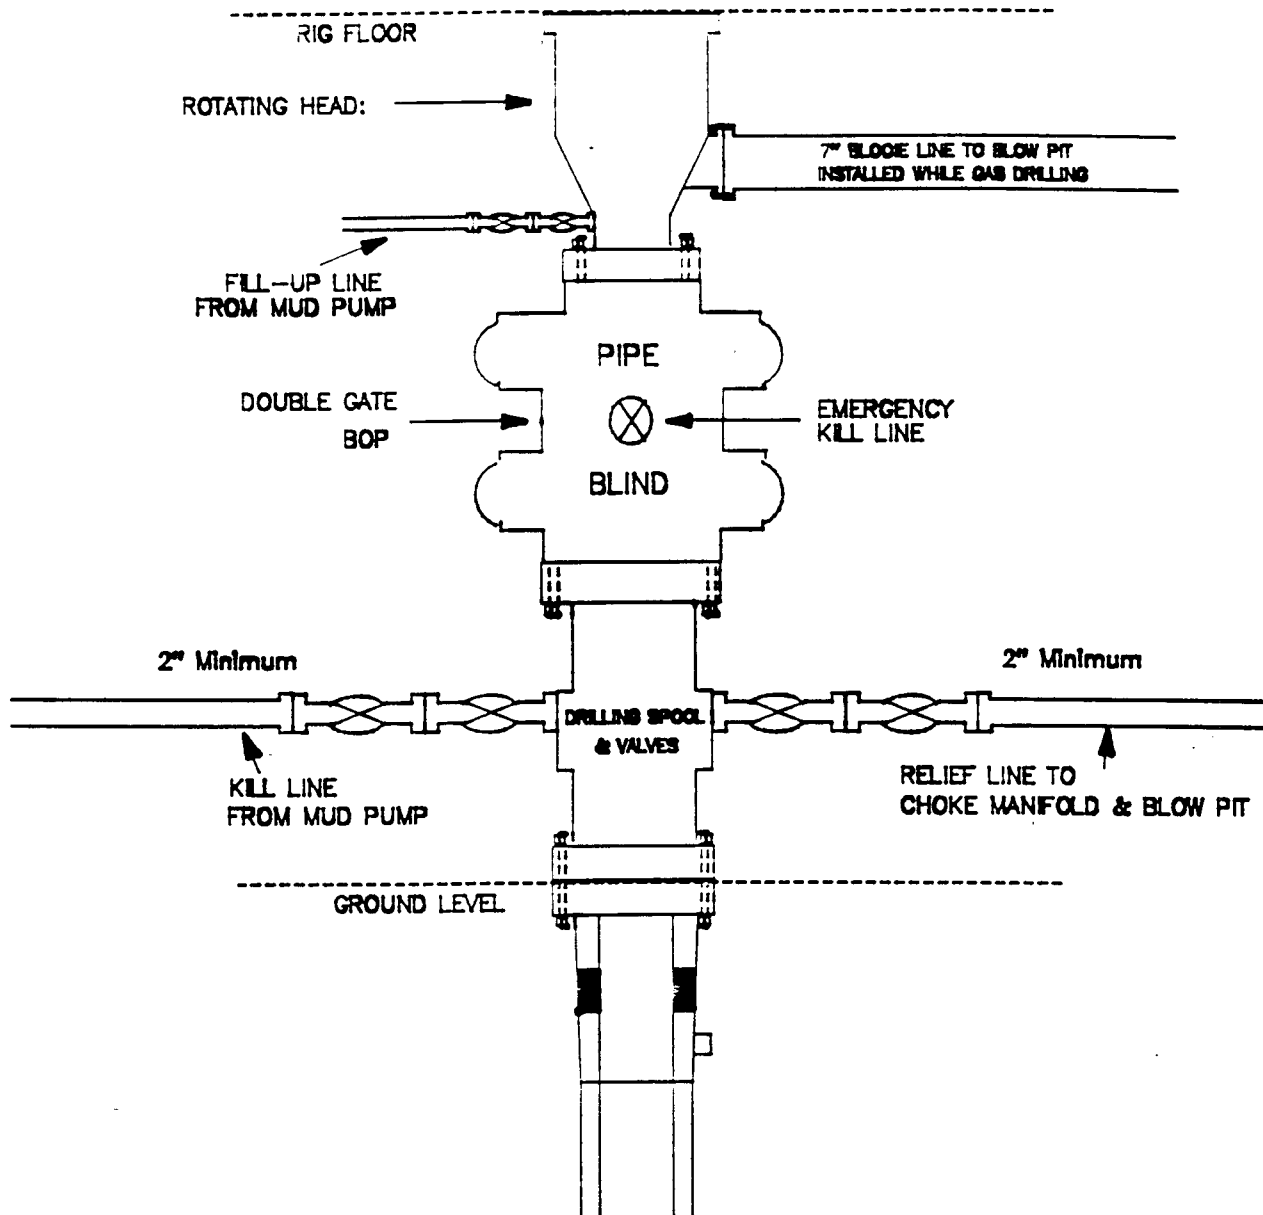 RIG FLOOR
ROTATING HEAD:
7" BLOOIE LINE TO BLOW PIT
INSTALLED WHILE GAS DRILLING
FILL-UP LINE
FROM MUD PUMP
PIPE
DOUBLE GATE
BOP
EMERGENCY
KILL LINE
BLIND
2" Minimum
2" Minimum
DRILLING SPOOL
& VALVES
KILL LINE
FROM MUD PUMP
RELIEF LINE TO
CHOKE MANIFOLD & BLOW PIT
GROUND LEVEL